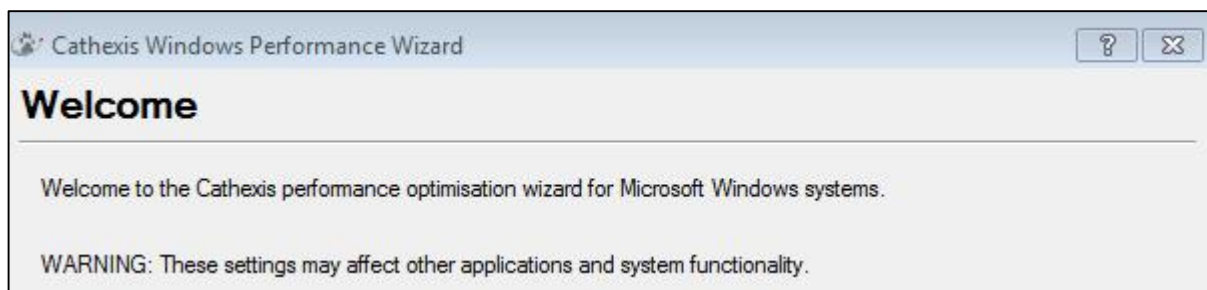 Cathexis Windows Performance Wizard
Welcome
Welcome to the Cathexis performance optimisation wizard for Microsoft Windows systems.
WARNING: These settings may affect other applications and system functionality.